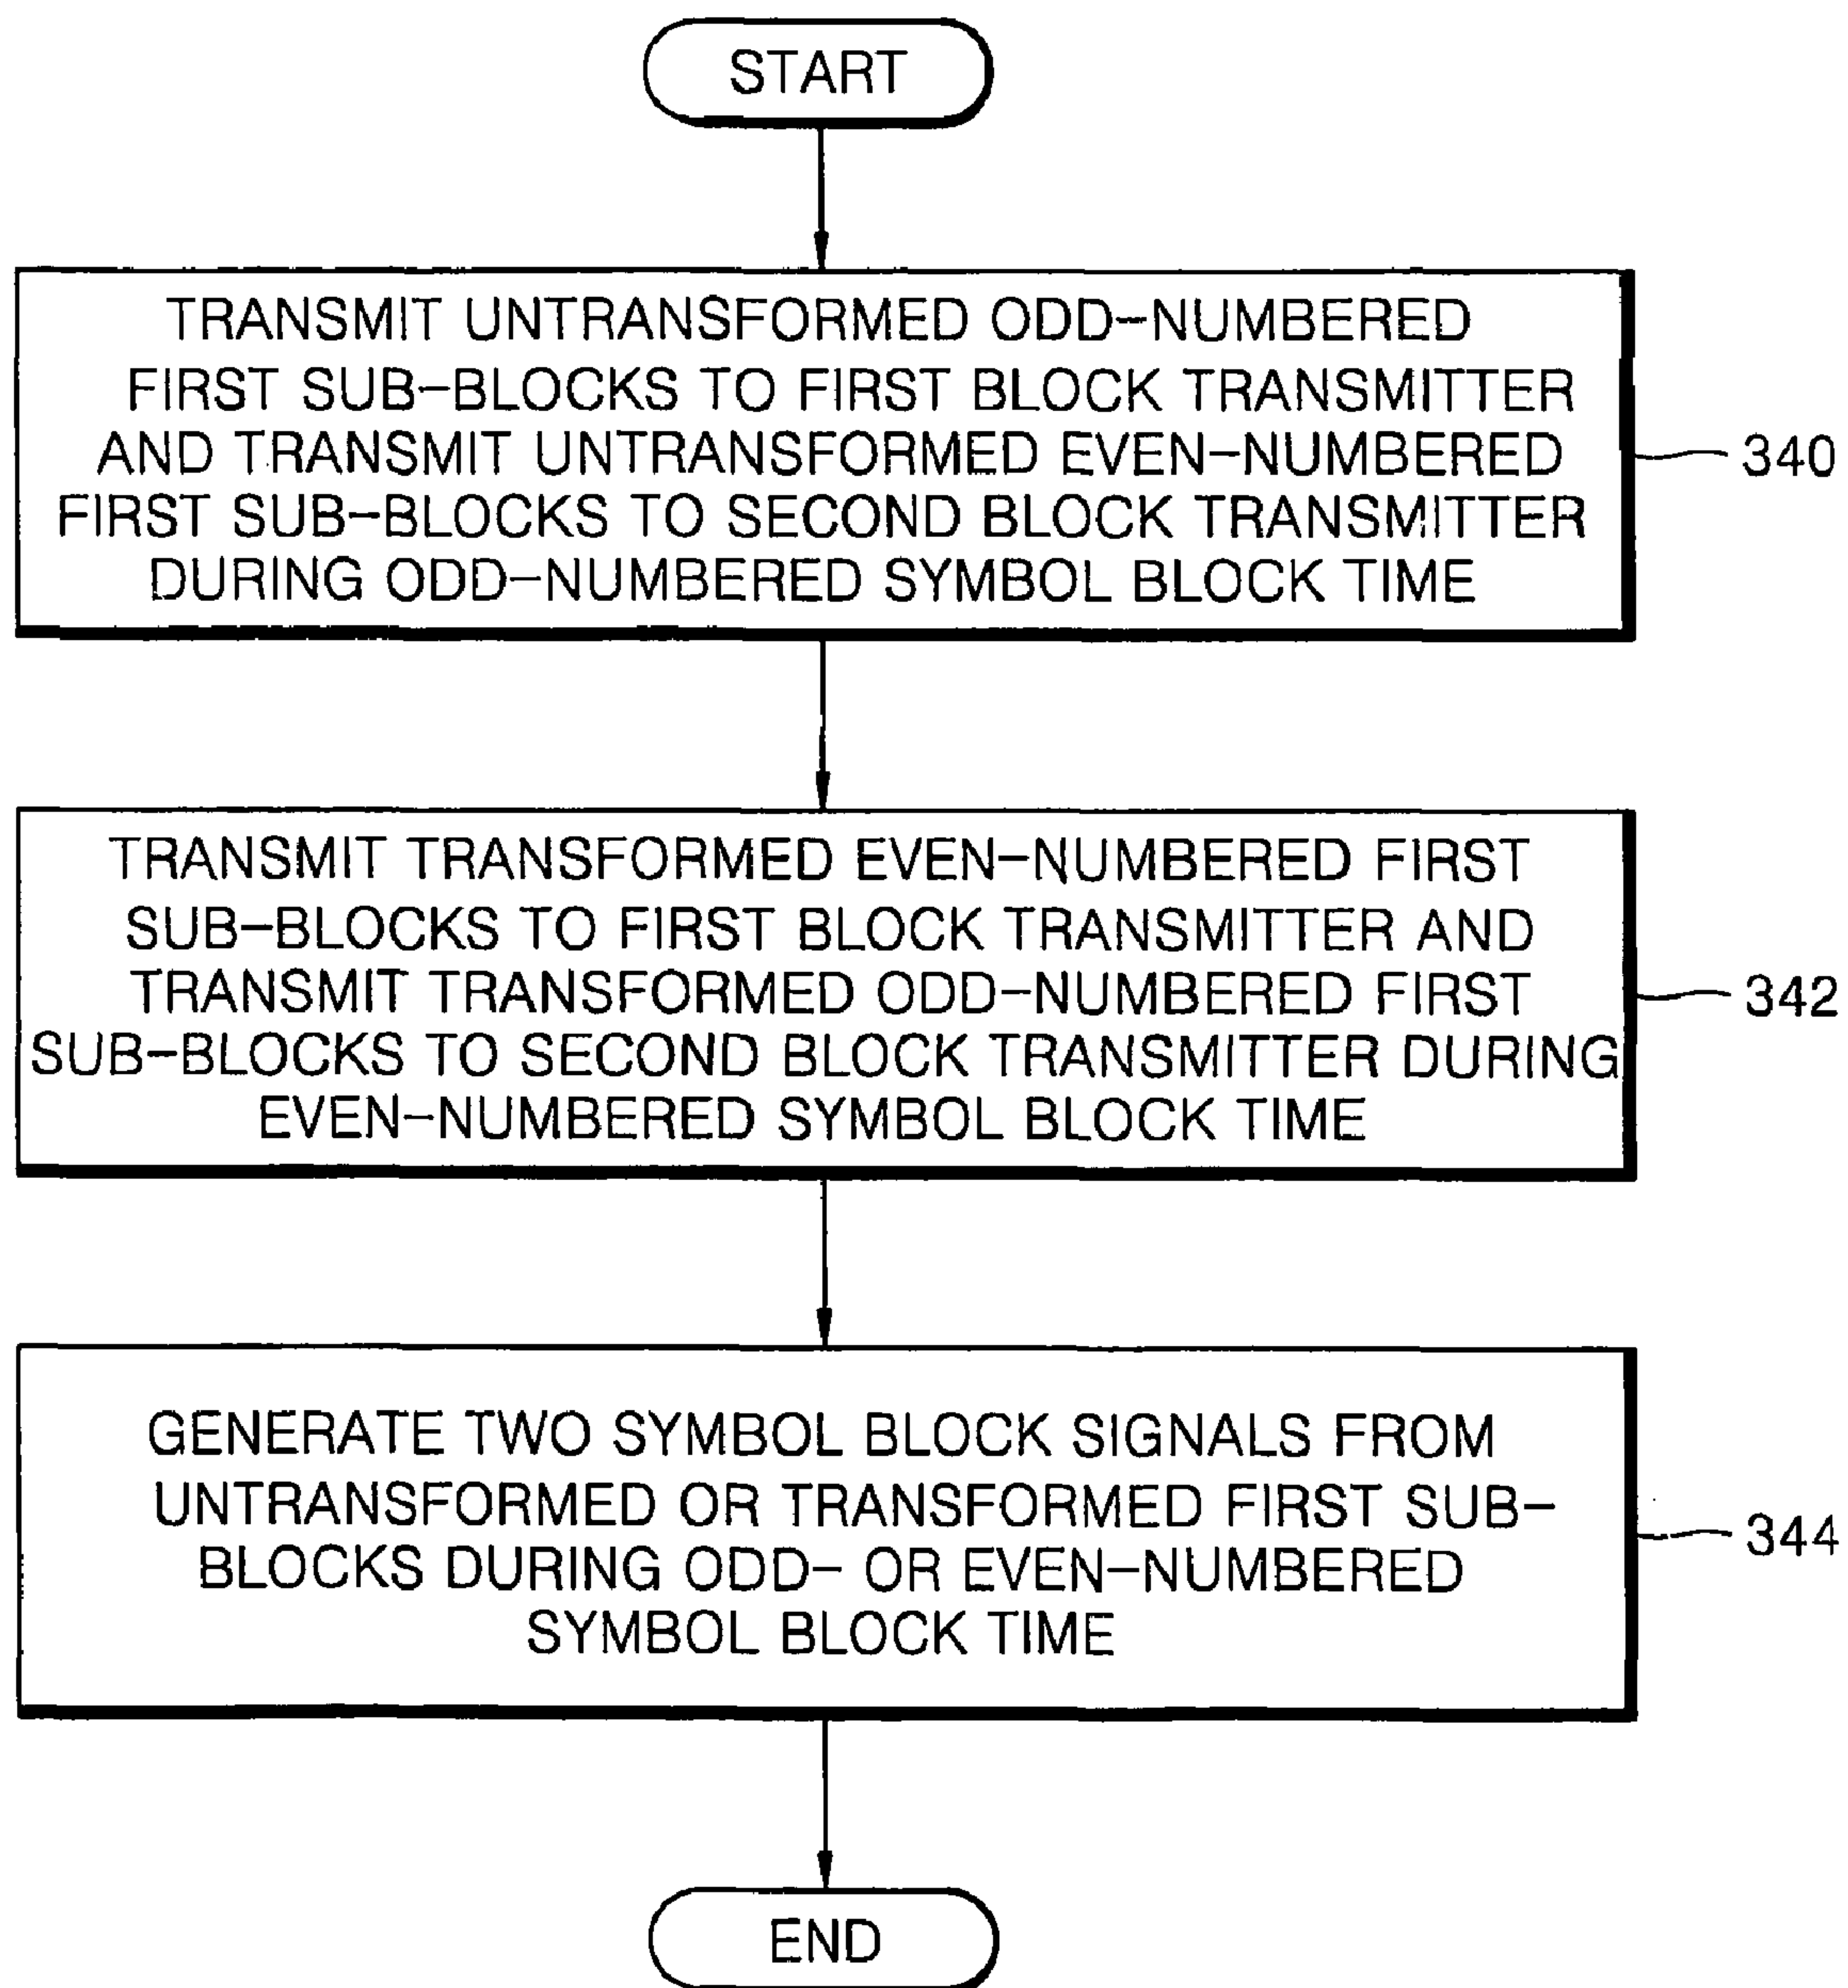 START
TRANSMIT UNTRANSFORMED ODD-NUMBERED
FIRST SUB-BLOCKS TO FIRST BLOCK TRANSMITTER
AND TRANSMIT UNTRANSFORMED EVEN-NUMBERED
FIRST SUB-BLOCKS TO SECOND BLOCK TRANSMITTER
DURING ODD-NUMBERED SYMBOL BLOCK TIME
340
TRANSMIT TRANSFORMED EVEN-NUMBERED FIRST
SUB-BLOCKS TO FIRST BLOCK TRANSMITTER AND
TRANSMIT TRANSFORMED ODD-NUMBERED FIRST
SUB-BLOCKS TO SECOND BLOCK TRANSMITTER DURING
EVEN-NUMBERED SYMBOL BLOCK TIME
342
GENERATE TWO SYMBOL BLOCK SIGNALS FROM
UNTRANSFORMED OR TRANSFORMED FIRST SUB-
BLOCKS DURING ODD- OR EVEN-NUMBERED
SYMBOL BLOCK TIME
344
END